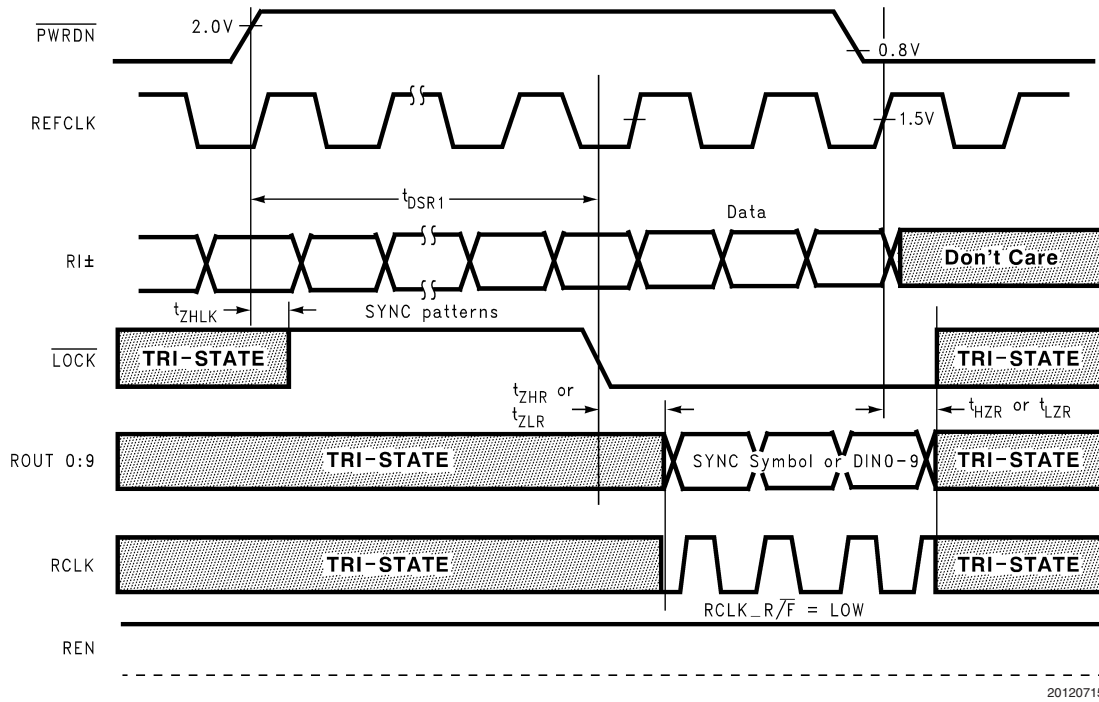 PWRDN
2.0V
0.8V
REFCLK
1.5V
tDSR1
Data
RI±
Don't Care
tZHLK
SYNC patterns
LOCK
TRI-STATE
TRI-STATE
tZHR or
tZLR
tHZR or tLZR
ROUT 0:9
TRI-STATE
SYNC Symbol or DIN0-9
TRI-STATE
RCLK
TRI-STATE
TRI-STATE
RCLK_R/F = LOW
REN
20120715